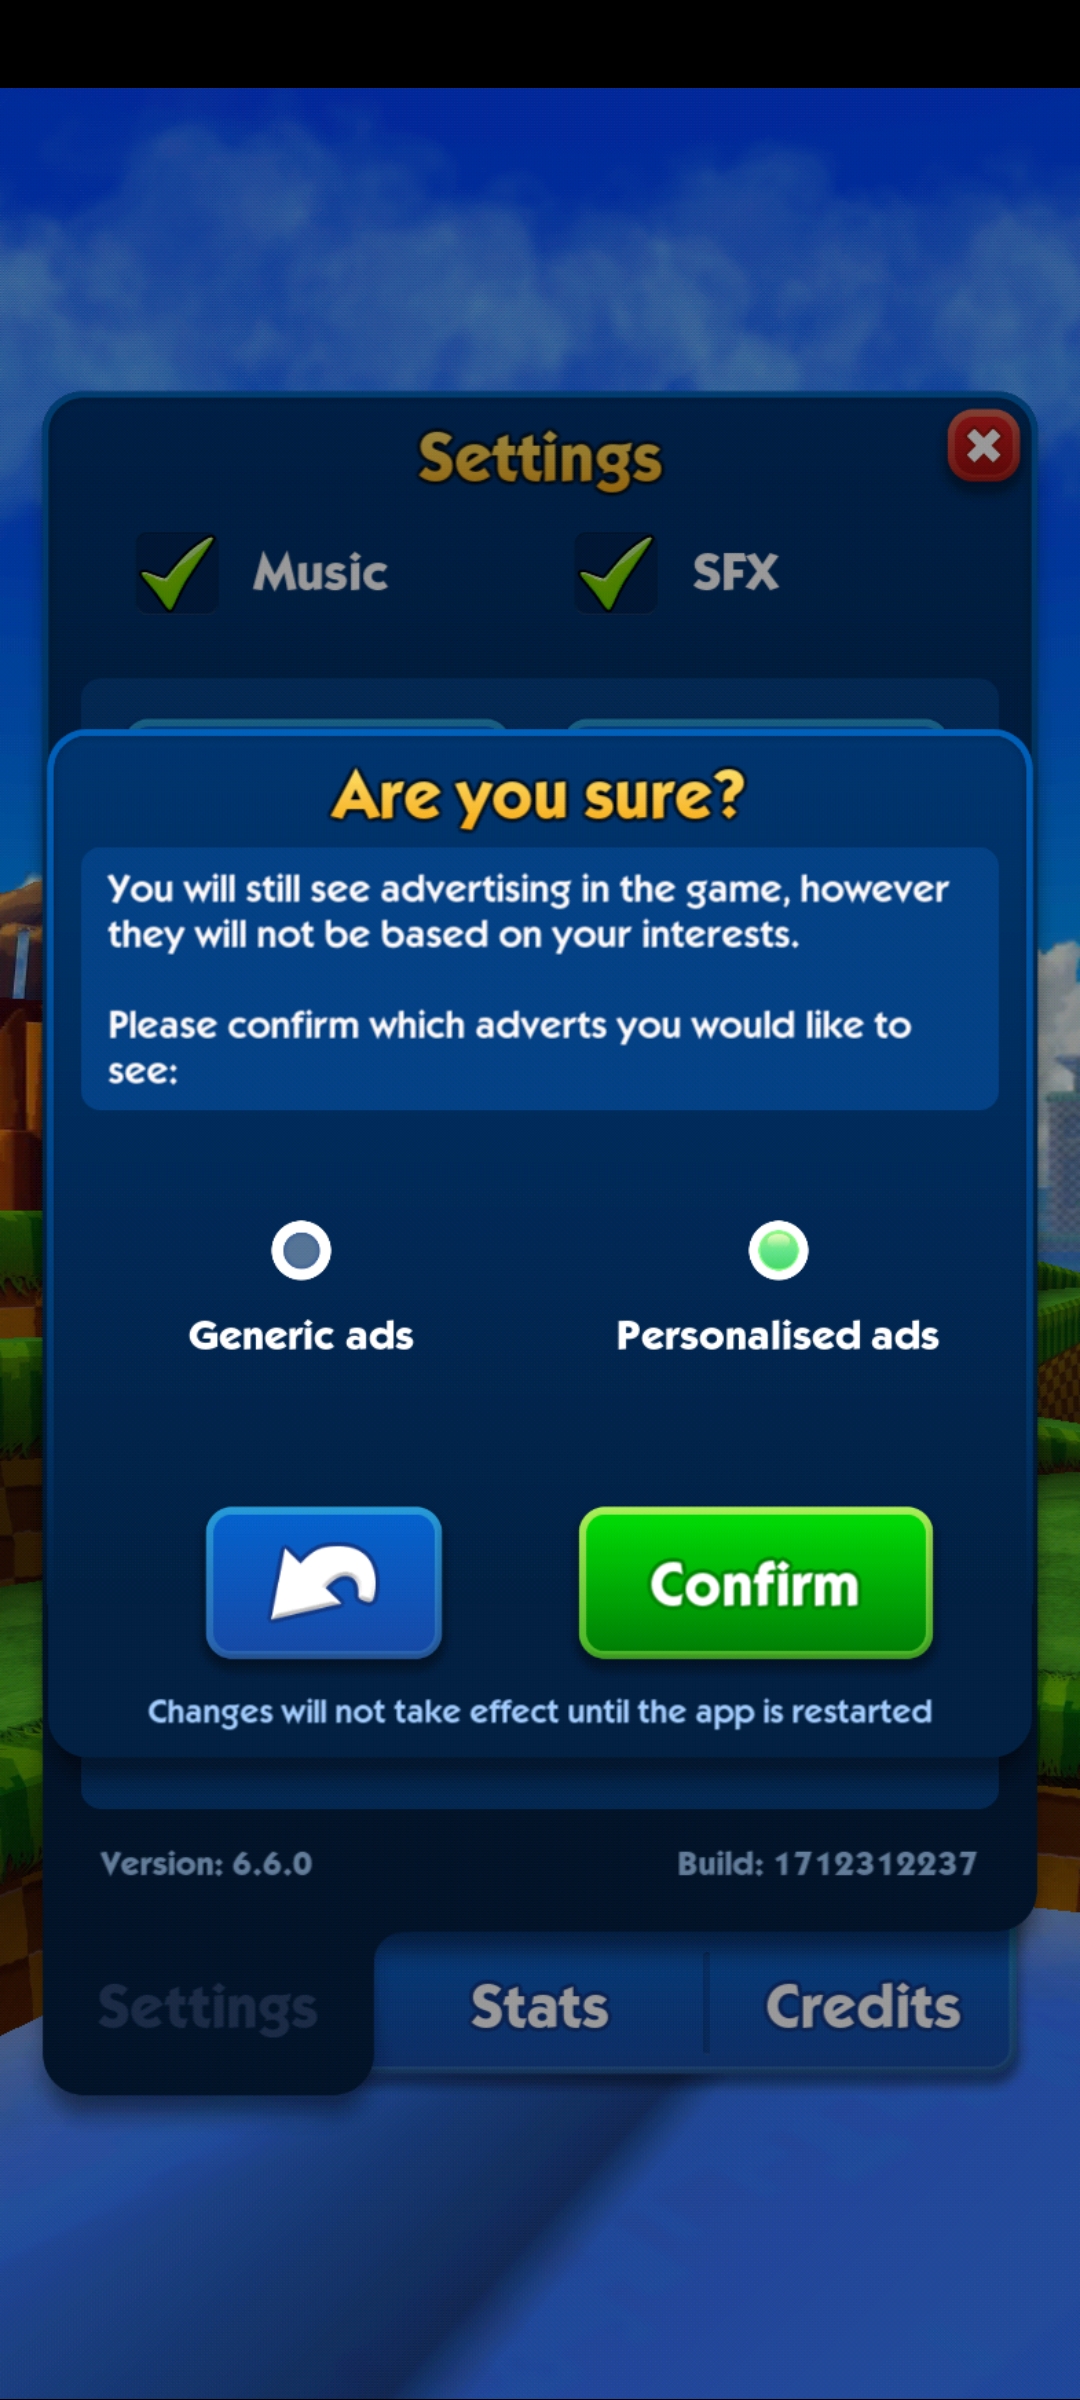 Settings
Music
SFX
Are you sure?
You will still see advertising in the game, however
they will not be based on your interests.
Please confirm which adverts you would like to
see:
Generic ads
Personalised ads
Confirm
Changes will not take effect until the app is restarted
Version: 6.6.0
Build: 1712312237
Settings
Stats
Credits